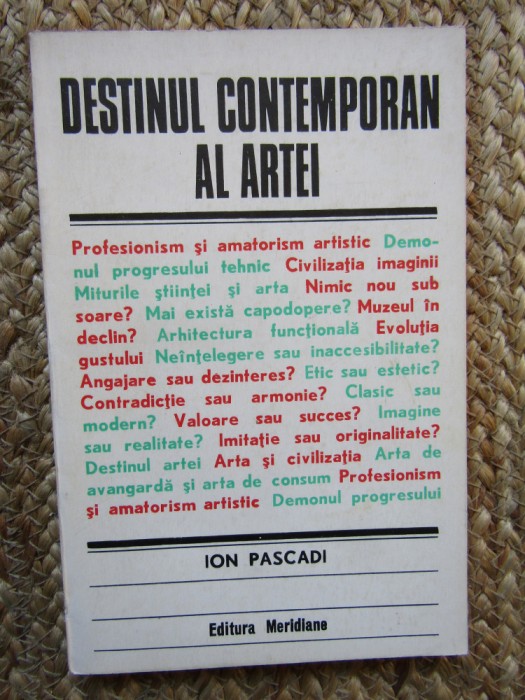 DESTINUL CONTEMPORAN
AL ARTEI
Profesionism și amatorism artistic Demo-
nul progresului tehnic Civilizația imaginii
Miturile științei și arta Nimic nou sub
soare? Mai există capodopere? Muzeul în
declin? Arhitectura funcțională Evoluția
gustului Neînțelegere sau inaccesibilitate?
Angajare sau dezinteres? Etic sau estetic?
Contradicție sau armonie? Clasic sau
modern? Valoare sau succes? Imagine
sau realitate? Imitație sau originalitate?
Destinul artei Arta și civilizația Arta de
avangardă și arta de consum Profesionism
și amatorism artistic Demonul progresului
ION PASCADI
Editura Meridiane